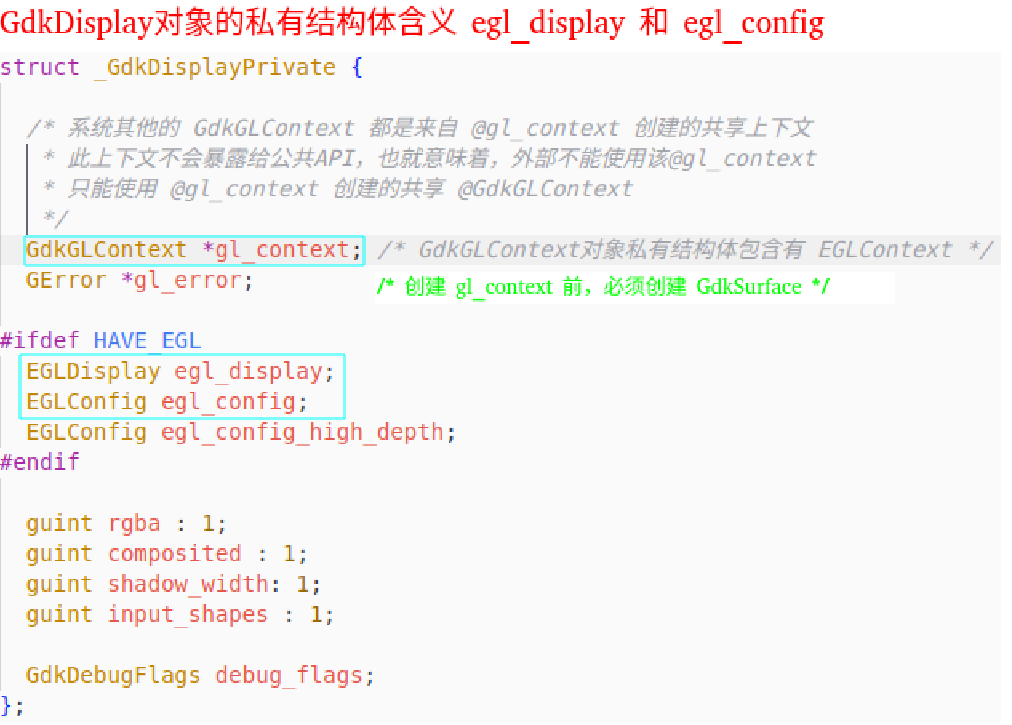 GdkDisplay对象的私有结构体含义 egl_display 和 egl_config
struct _GdkDisplayPrivate {
/* 系统其他的 GdkGLContext 都是来自 @gl_context 创建的共享上下文
* 此上下文不会暴露给公共API，也就意味着，外部不能使用该@gl_context
* 只能使用 @gl_context 创建的共享 @GdkGLContext
*/
GdkGLContext *gl_context; /* GdkGLContext对象私有结构体包含有 EGLContext */
GError *gl_error; /* 创建 gl_context 前，必须创建 GdkSurface */
#ifdef HAVE_EGL
EGLDisplay egl_display;
EGLConfig egl_config;
EGLConfig egl_config_high_depth;
#endif
guint rgba : 1;
guint composited : 1;
guint shadow_width: 1;
guint input_shapes : 1;
GdkDebugFlags debug_flags;
};